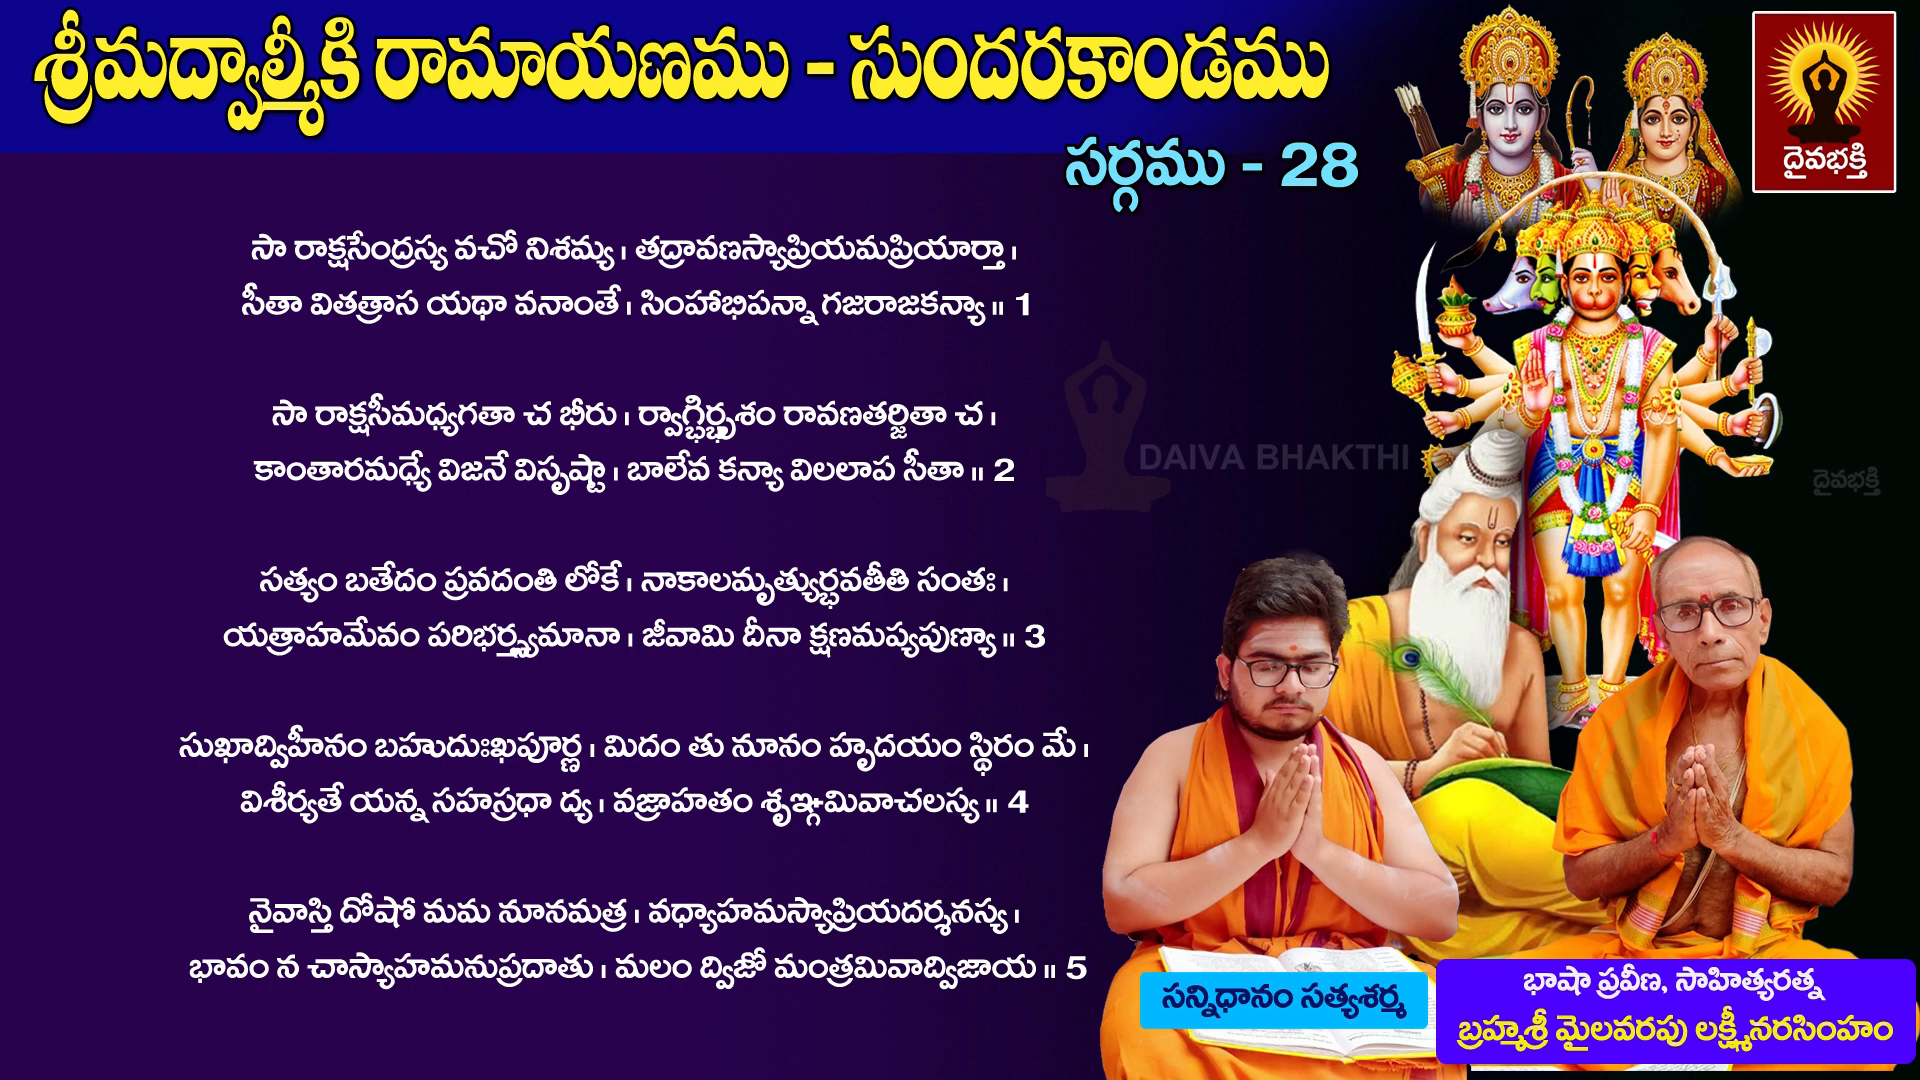 శ్రీమద్వాల్మీకి రామాయణము - సుందరకాండము
దైవభక్తి
సర్గము - 28
సా రాక్షసేంద్రస్య వచో నిశమ్య । తద్రావణస్యాప్రియమప్రియార్తా ।
సీతా వితత్రాస యథా వనాంతే । సింహాభిపన్నా గజరాజకన్యా ॥ 1
సా రాక్షసీమధ్యగతా చ భీరు । ర్వాగ్భిర్భృశం రావణతర్జితా చ ।
కాంతారమధ్యే విజనే విసృష్టా । బాలేవ కన్యా విలలాప సీతా ॥ 2
DAIVA BHAKTHI
దైవభక్తి
సత్యం బతేదం ప్రవదంతి లోకే । నాకాలమృత్యుర్భవతీతి సంతః ।
యత్రాహమేవం పరిభర్త్స్యమానా । జీవామి దీనా క్షణమప్యపుణ్యా ॥ 3
సుఖాద్విహీనం బహుదుఃఖపూర్ణ । మిదం తు నూనం హృదయం స్థిరం మే ।
విశీర్యతే యన్న సహస్రధా ద్య । వజ్రాహతం శృఙ్గమివాచలస్య ॥ 4
నైవాస్తి దోషో మమ నూనమత్ర । వధ్యాహమస్యాప్రియదర్శనస్య ।
భావం న చాస్యాహమనుప్రదాతు । మలం ద్విజో మంత్రమివాద్విజాయ ॥ 5
సన్నిధానం సత్యశర్మ
భాషా ప్రవీణ, సాహిత్యరత్న
బ్రహ్మశ్రీ మైలవరపు లక్ష్మీనరసింహం